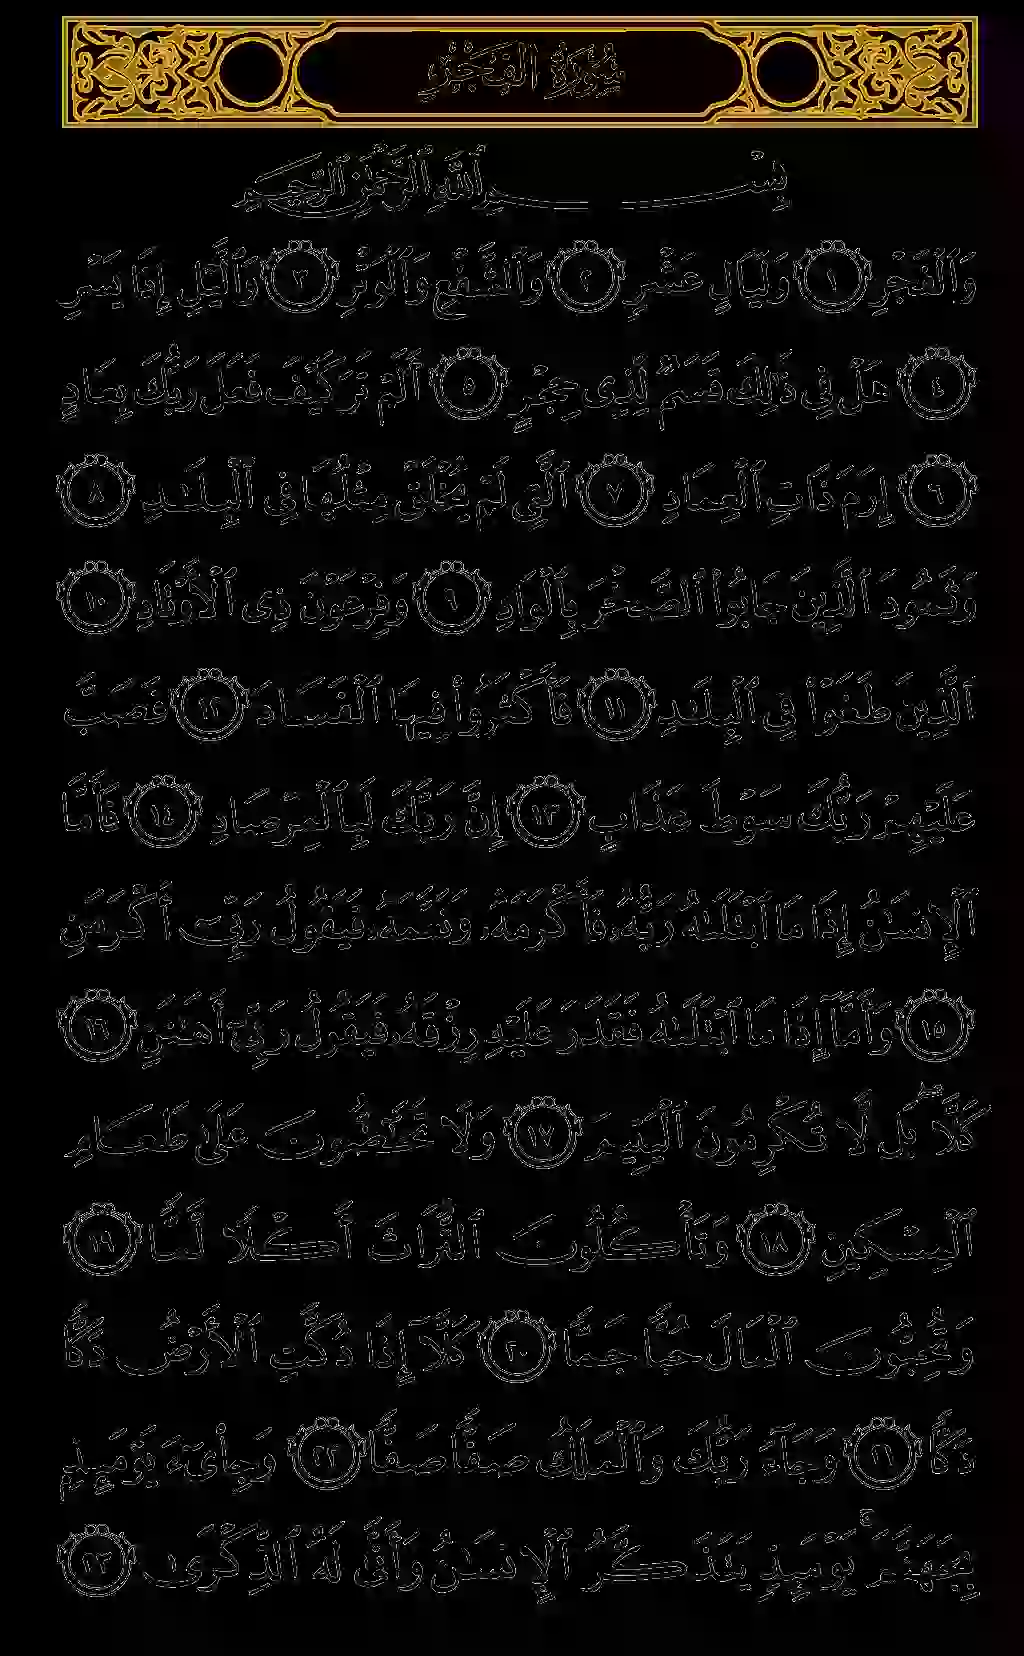 سُورَةُ الفَجْرِ
بِسْمِ ٱللَّهِ ٱلرَّحْمَٰنِ ٱلرَّحِيمِ
وَٱلْفَجْرِ ١ وَلَيَالٍ عَشْرٍ ٢ وَٱلشَّفْعِ وَٱلْوَتْرِ ٣ وَٱلَّيْلِ إِذَا يَسْرِ
٤ هَلْ فِي ذَٰلِكَ قَسَمٌ لِّذِي حِجْرٍ ٥ أَلَمْ تَرَ كَيْفَ فَعَلَ رَبُّكَ بِعَادٍ
٦ إِرَمَ ذَاتِ ٱلْعِمَادِ ٧ ٱلَّتِي لَمْ يُخْلَقْ مِثْلُهَا فِي ٱلْبِلَٰدِ ٨
وَثَمُودَ ٱلَّذِينَ جَابُوا۟ ٱلصَّخْرَ بِٱلْوَادِ ٩ وَفِرْعَوْنَ ذِي ٱلْأَوْتَادِ ١٠
ٱلَّذِينَ طَغَوْا۟ فِي ٱلْبِلَٰدِ ١١ فَأَكْثَرُوا۟ فِيهَا ٱلْفَسَادَ ١٢ فَصَبَّ
عَلَيْهِمْ رَبُّكَ سَوْطَ عَذَابٍ ١٣ إِنَّ رَبَّكَ لَبِٱلْمِرْصَادِ ١٤ فَأَمَّا
ٱلْإِنسَٰنُ إِذَا مَا ٱبْتَلَىٰهُ رَبُّهُۥ فَأَكْرَمَهُۥ وَنَعَّمَهُۥ فَيَقُولُ رَبِّيٓ أَكْرَمَنِ
١٥ وَأَمَّآ إِذَا مَا ٱبْتَلَىٰهُ فَقَدَرَ عَلَيْهِ رِزْقَهُۥ فَيَقُولُ رَبِّيٓ أَهَٰنَنِ ١٦
كَلَّا ۖ بَل لَّا تُكْرِمُونَ ٱلْيَتِيمَ ١٧ وَلَا تَحَٰٓضُّونَ عَلَىٰ طَعَامِ
ٱلْمِسْكِينِ ١٨ وَتَأْكُلُونَ ٱلتُّرَاثَ أَكْلًا لَّمًّا ١٩
وَتُحِبُّونَ ٱلْمَالَ حُبًّا جَمًّا ٢٠ كَلَّآ إِذَا دُكَّتِ ٱلْأَرْضُ دَكًّا
دَكًّا ٢١ وَجَآءَ رَبُّكَ وَٱلْمَلَكُ صَفًّا صَفًّا ٢٢ وَجِا۟يٓءَ يَوْمَئِذٍۭ
بِجَهَنَّمَ ۚ يَوْمَئِذٍ يَتَذَكَّرُ ٱلْإِنسَٰنُ وَأَنَّىٰ لَهُ ٱلذِّكْرَىٰ ٢٣